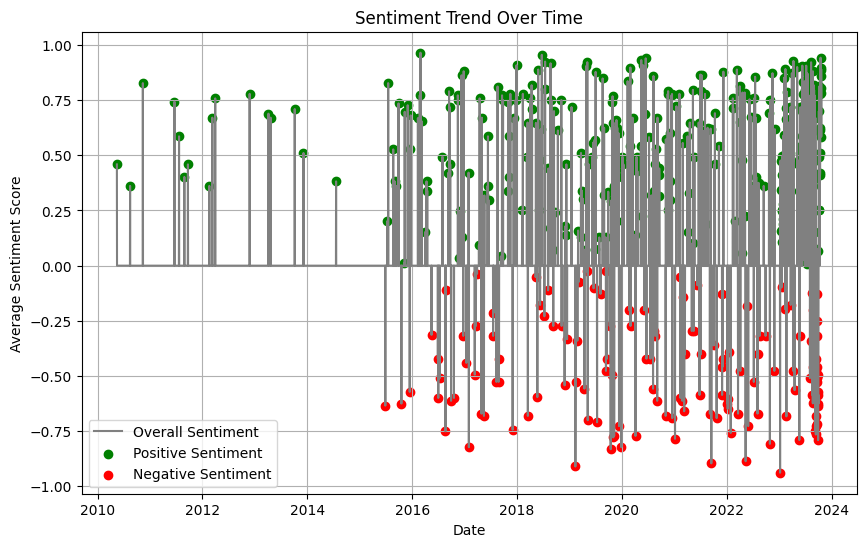 Sentiment Trend Over Time
Average Sentiment Score
1.00
0.75
0.50
0.25
0.00
−0.25
−0.50
−0.75
−1.00
Overall Sentiment
Positive Sentiment
Negative Sentiment
2010 2012 2014 2016 2018 2020 2022 2024
Date